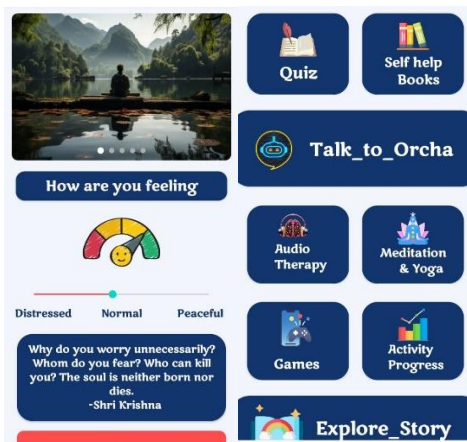 How are you feeling
Distressed Normal Peaceful
Why do you worry unnecessarily?
Whom do you fear? Who can kill
you? The soul is neither born nor
dies.
-Shri Krishna
Quiz
Self help
Books
Talk_to_Orcha
Audio
Therapy
Meditation
& Yoga
Games
Activity
Progress
Explore_Story